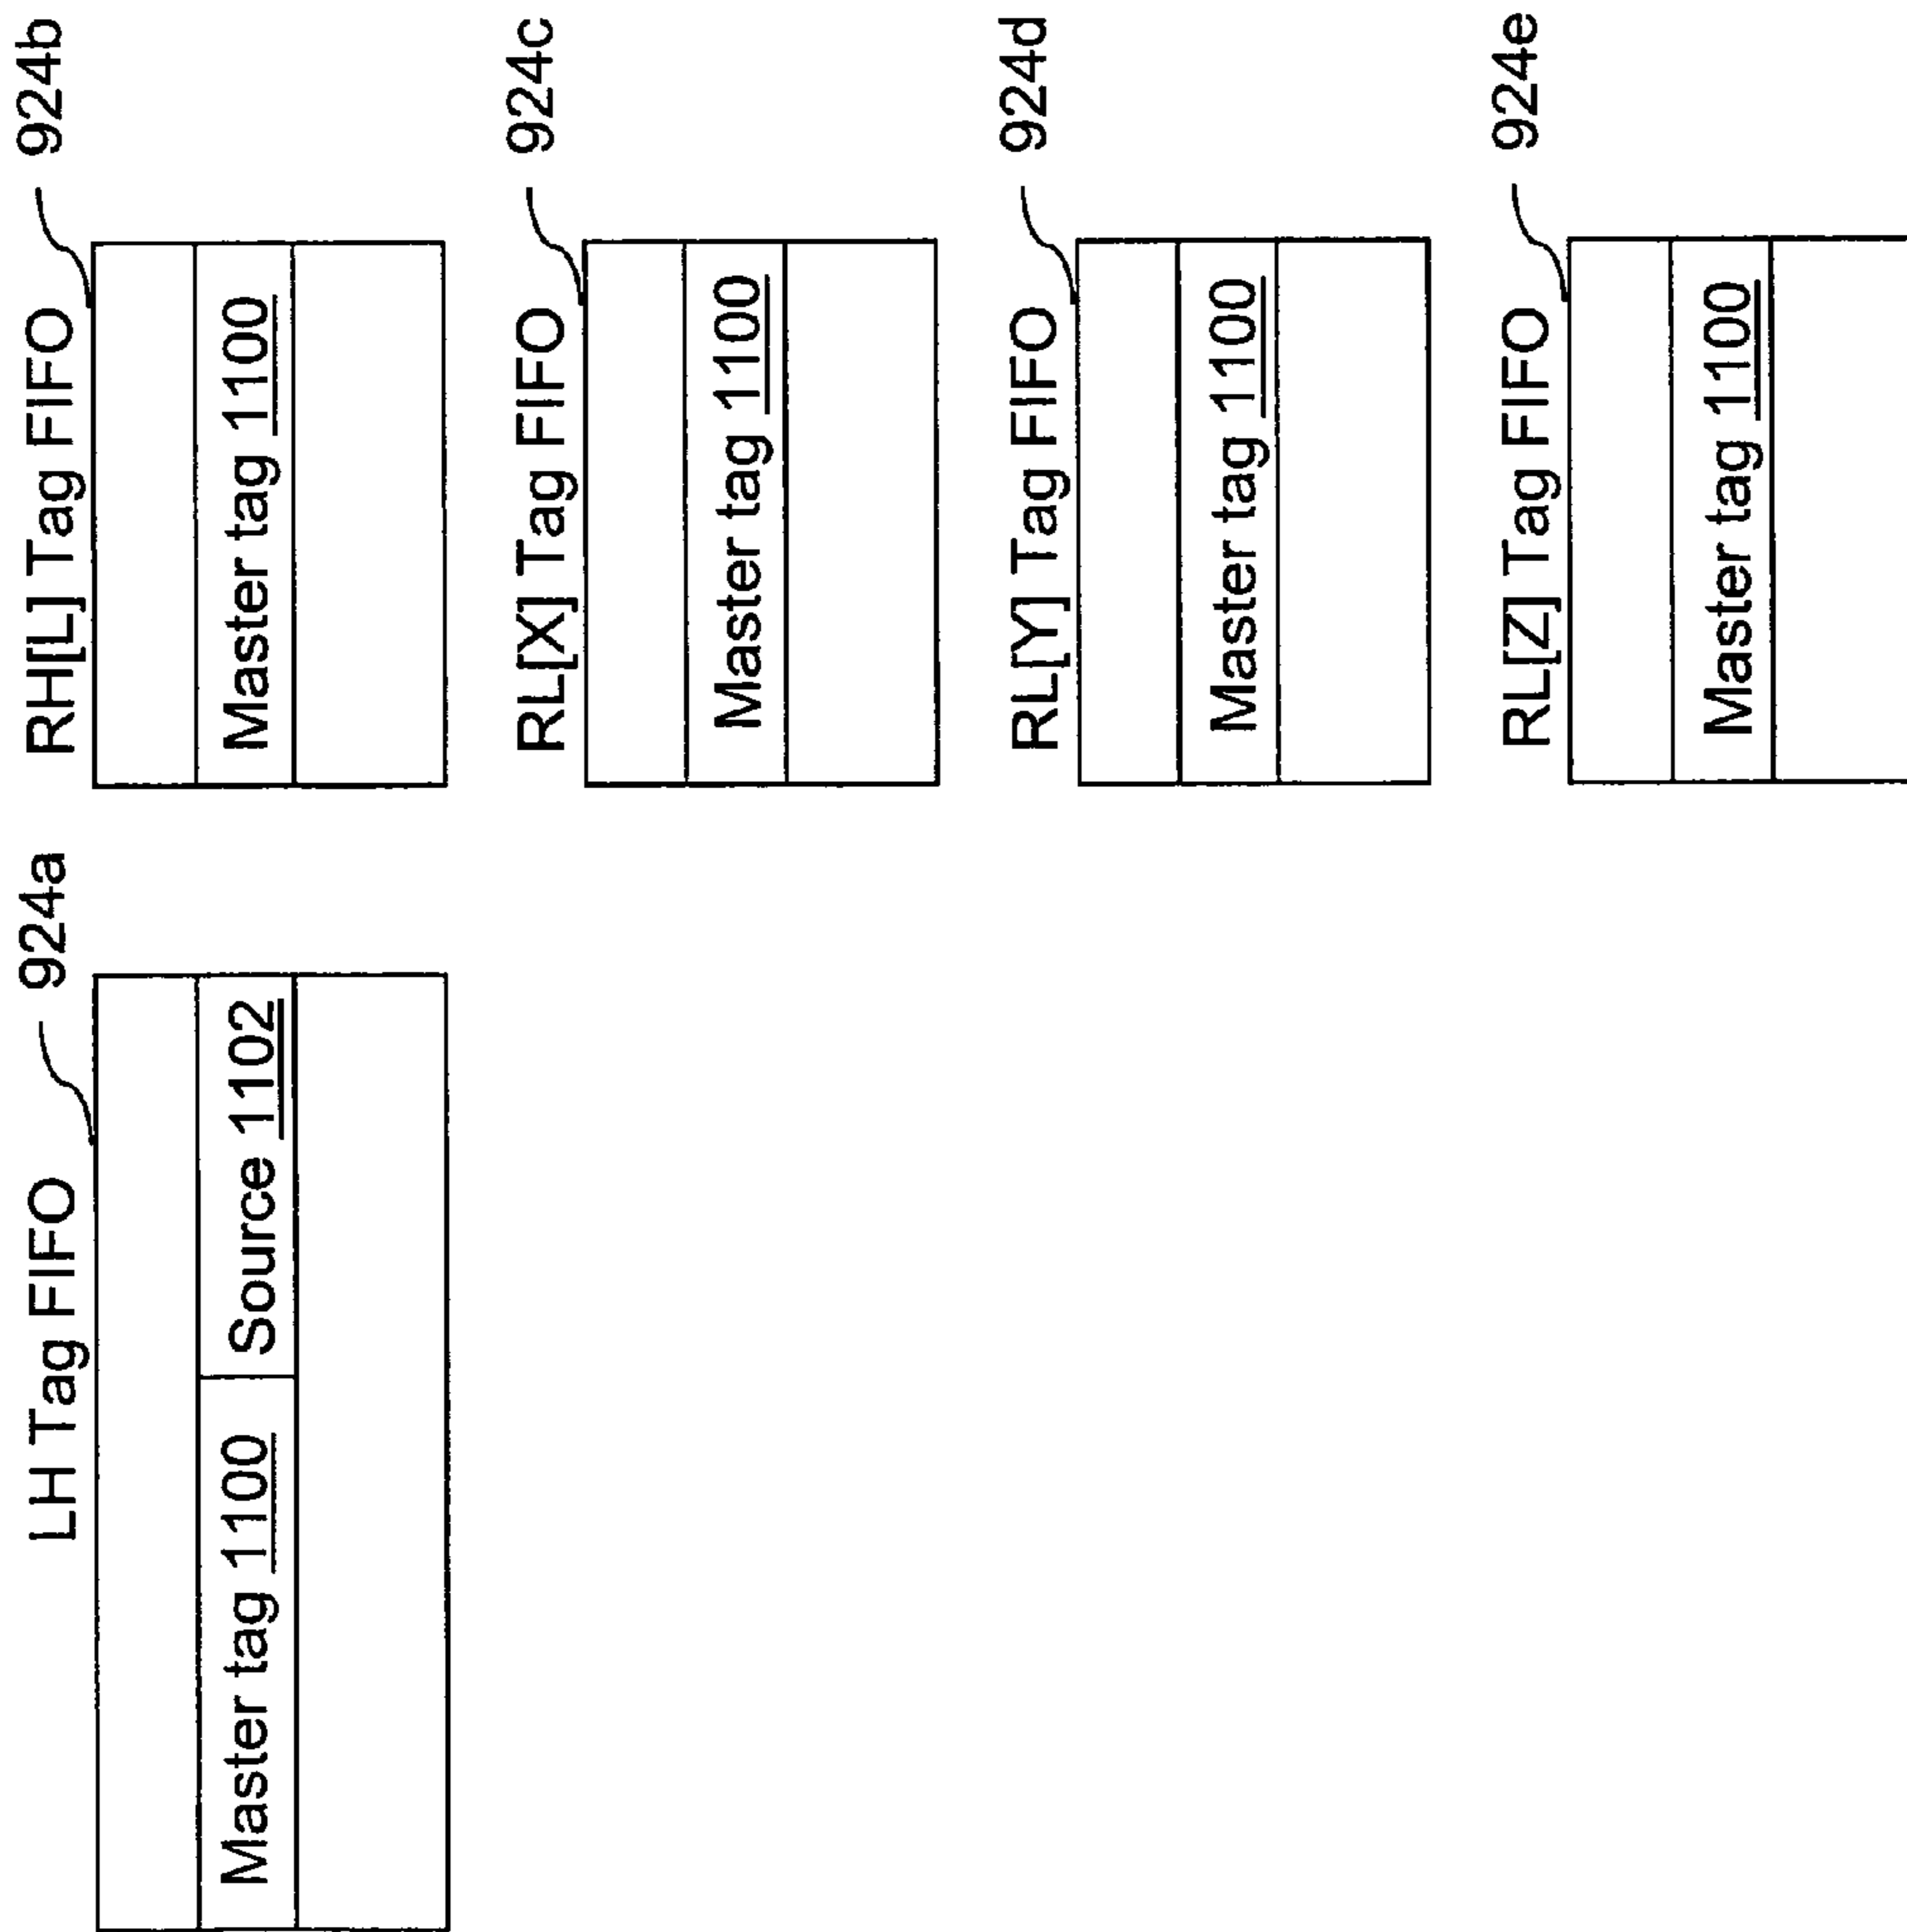 LH Tag FIFO
924a
Master tag 1100
Source 1102
RH[L] Tag FIFO
924b
Master tag 1100
RL[X] Tag FIFO
924c
Master tag 1100
RL[Y] Tag FIFO
924d
Master tag 1100
RL[Z] Tag FIFO
924e
Master tag 1100